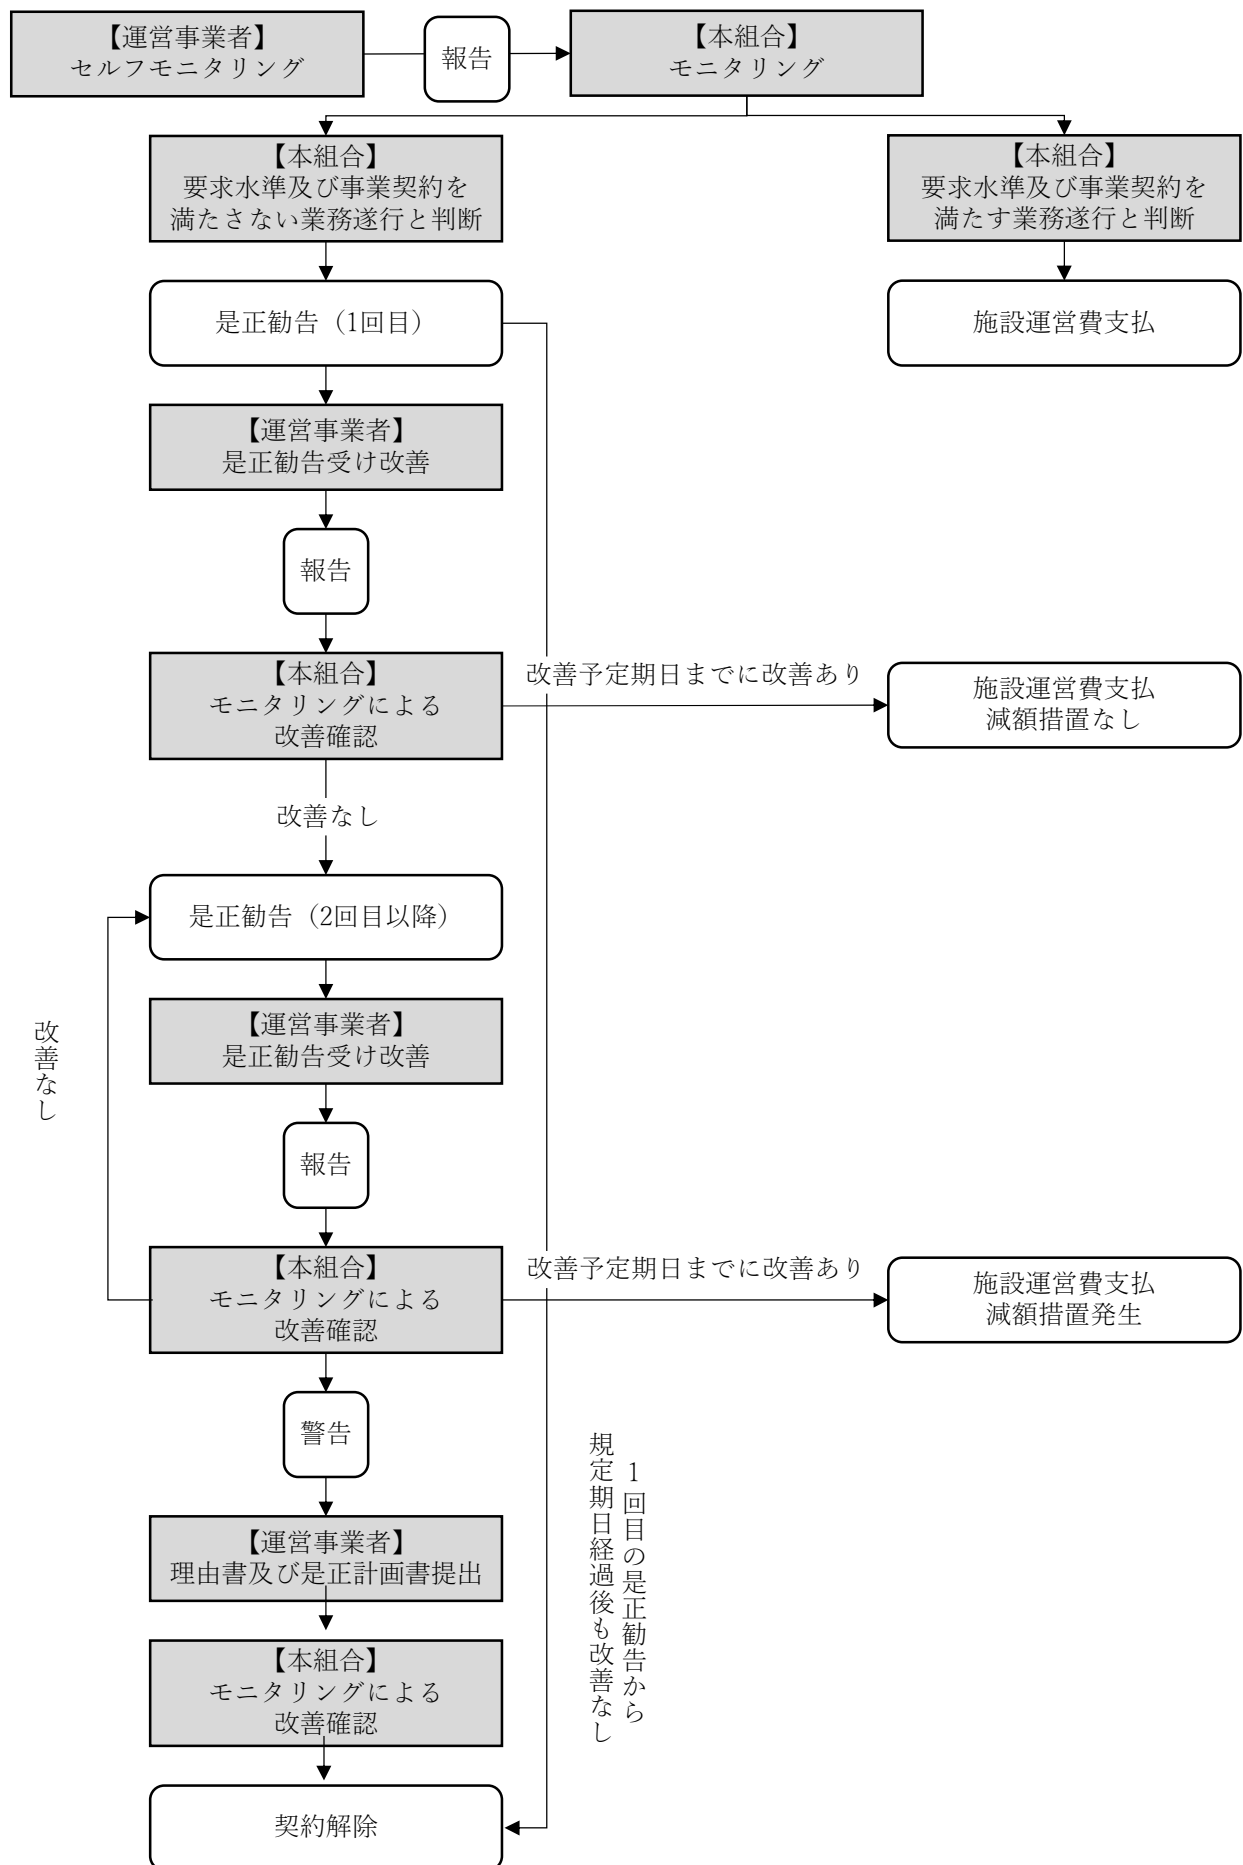 【運営事業者】
セルフモニタリング
報告
【本組合】
モニタリング
【本組合】
要求水準及び事業契約を
満たさない業務遂行と判断
【本組合】
要求水準及び事業契約を
満たす業務遂行と判断
是正勧告（1回目）
施設運営費支払
【運営事業者】
是正勧告受け改善
報告
【本組合】
モニタリングによる
改善確認
改善予定期日までに改善あり
施設運営費支払
減額措置なし
改善なし
是正勧告（2回目以降）
【運営事業者】
是正勧告受け改善
改善なし
報告
【本組合】
モニタリングによる
改善確認
改善予定期日までに改善あり
施設運営費支払
減額措置発生
警告
1回目の是正勧告から
規定期日経過後も改善なし
【運営事業者】
理由書及び是正計画書提出
【本組合】
モニタリングによる
改善確認
契約解除